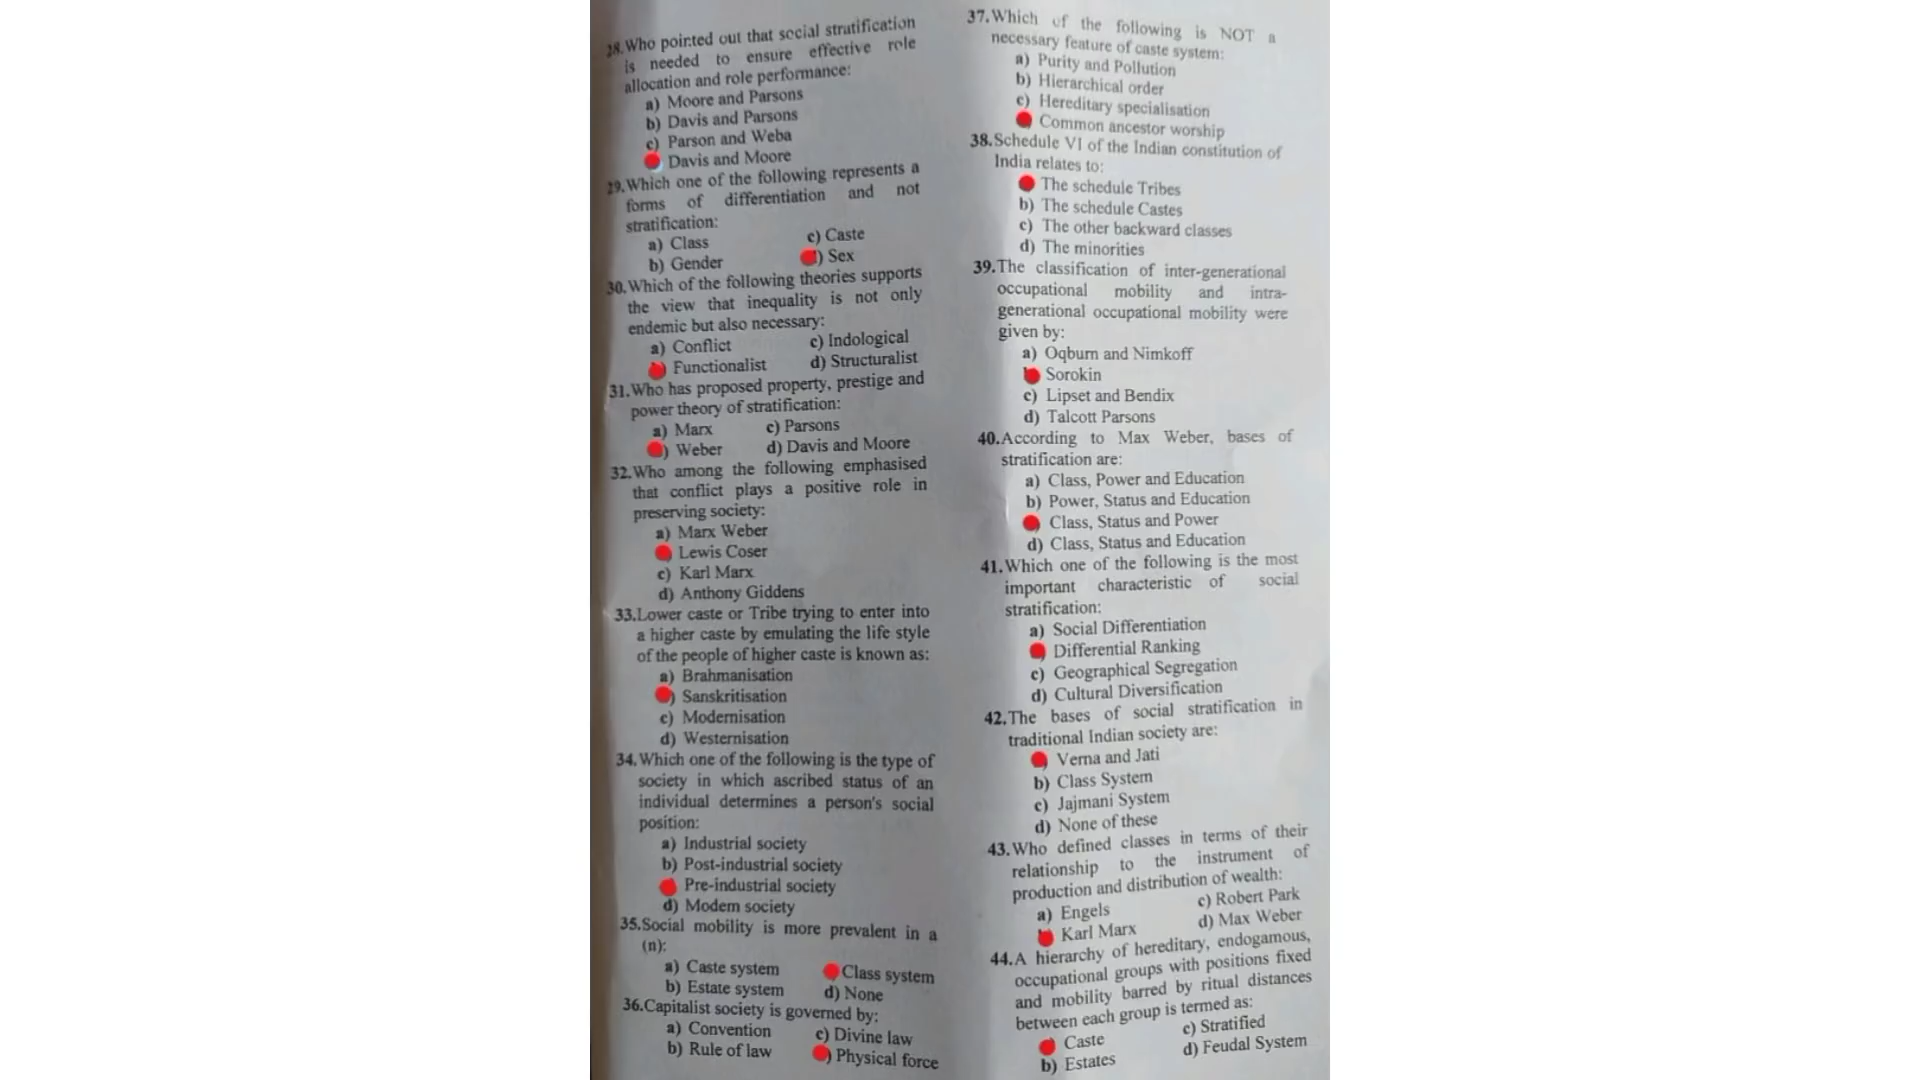 28.Who pointed out that social stratification
is needed to ensure effective role
allocation and role performance:
a) Moore and Parsons
b) Davis and Parsons
c) Parson and Weba
Davis and Moore
29.Which one of the following represents a
forms of differentiation and not
stratification:
a) Class c) Caste
b) Gender ) Sex
30.Which of the following theories supports
the view that inequality is not only
endemic but also necessary:
a) Conflict c) Indological
) Functionalist d) Structuralist
31.Who has proposed property, prestige and
power theory of stratification:
a) Marx c) Parsons
) Weber d) Davis and Moore
32.Who among the following emphasised
that conflict plays a positive role in
preserving society:
a) Marx Weber
Lewis Coser
c) Karl Marx
d) Anthony Giddens
33.Lower caste or Tribe trying to enter into
a higher caste by emulating the life style
of the people of higher caste is known as:
a) Brahmanisation
) Sanskritisation
c) Modernisation
d) Westernisation
34.Which one of the following is the type of
society in which ascribed status of an
individual determines a person's social
position:
a) Industrial society
b) Post-industrial society
Pre-industrial society
d) Modem society
35.Social mobility is more prevalent in a
(n):
a) Caste system Class system
b) Estate system d) None
36.Capitalist society is governed by:
a) Convention c) Divine law
b) Rule of law ) Physical force
37.Which of the following is NOT a
necessary feature of caste system:
a) Purity and Pollution
b) Hierarchical order
c) Hereditary specialisation
Common ancestor worship
38.Schedule VI of the Indian constitution of
India relates to:
The schedule Tribes
b) The schedule Castes
c) The other backward classes
d) The minorities
39.The classification of inter-generational
occupational mobility and intra-
generational occupational mobility were
given by:
a) Oqburn and Nimkoff
Sorokin
c) Lipset and Bendix
d) Talcott Parsons
40.According to Max Weber, bases of
stratification are:
a) Class, Power and Education
b) Power, Status and Education
Class, Status and Power
d) Class, Status and Education
41.Which one of the following is the most
important characteristic of social
stratification:
a) Social Differentiation
Differential Ranking
c) Geographical Segregation
d) Cultural Diversification
42.The bases of social stratification in
traditional Indian society are:
Verna and Jati
b) Class System
c) Jajmani System
d) None of these
43.Who defined classes in terms of their
relationship to the instrument of
production and distribution of wealth:
a) Engels c) Robert Park
Karl Marx d) Max Weber
44.A hierarchy of hereditary, endogamous,
occupational groups with positions fixed
and mobility barred by ritual distances
between each group is termed as:
Caste c) Stratified
b) Estates d) Feudal System